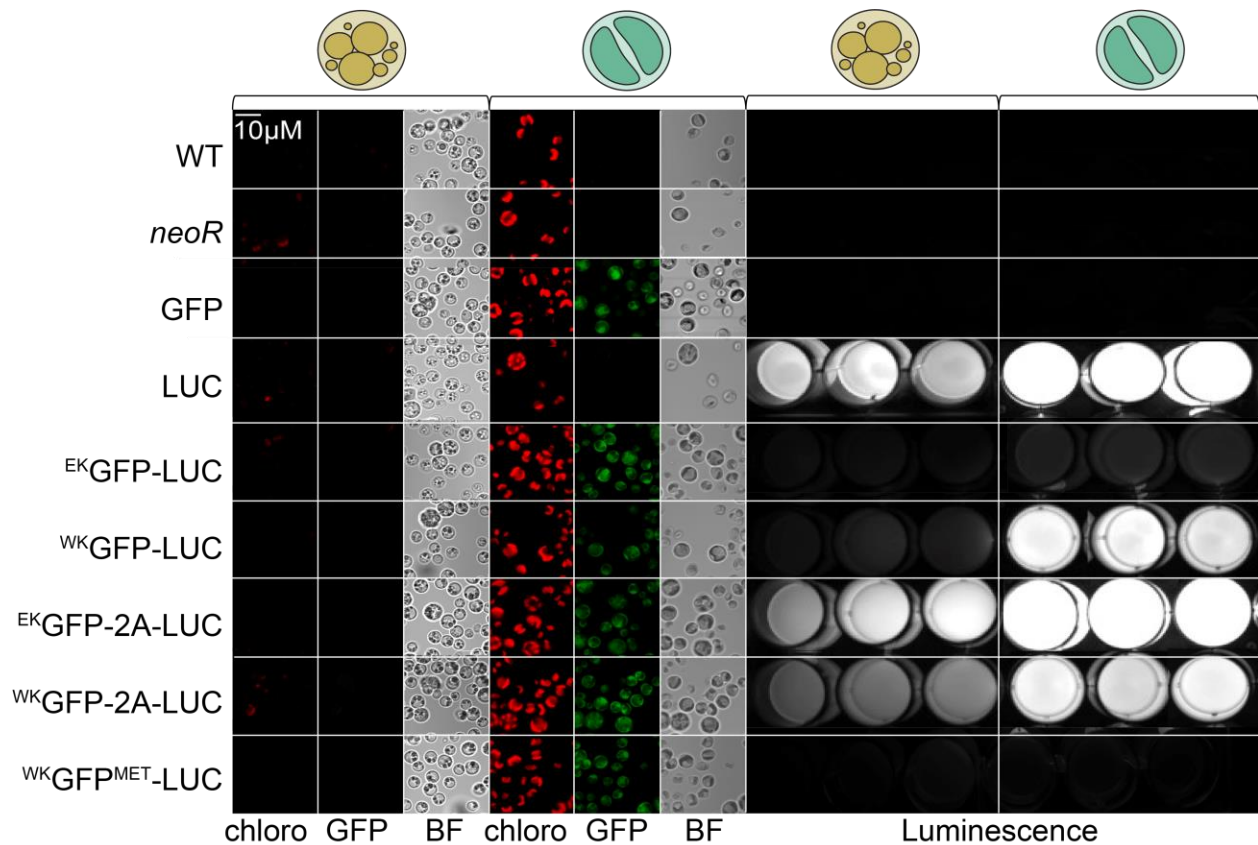 10µM
WT
neoR
GFP
LUC
EKGFP-LUC
WKGFP-LUC
EKGFP-2A-LUC
WKGFP-2A-LUC
WKGFPMET-LUC
chloro GFP BF chloro GFP BF Luminescence